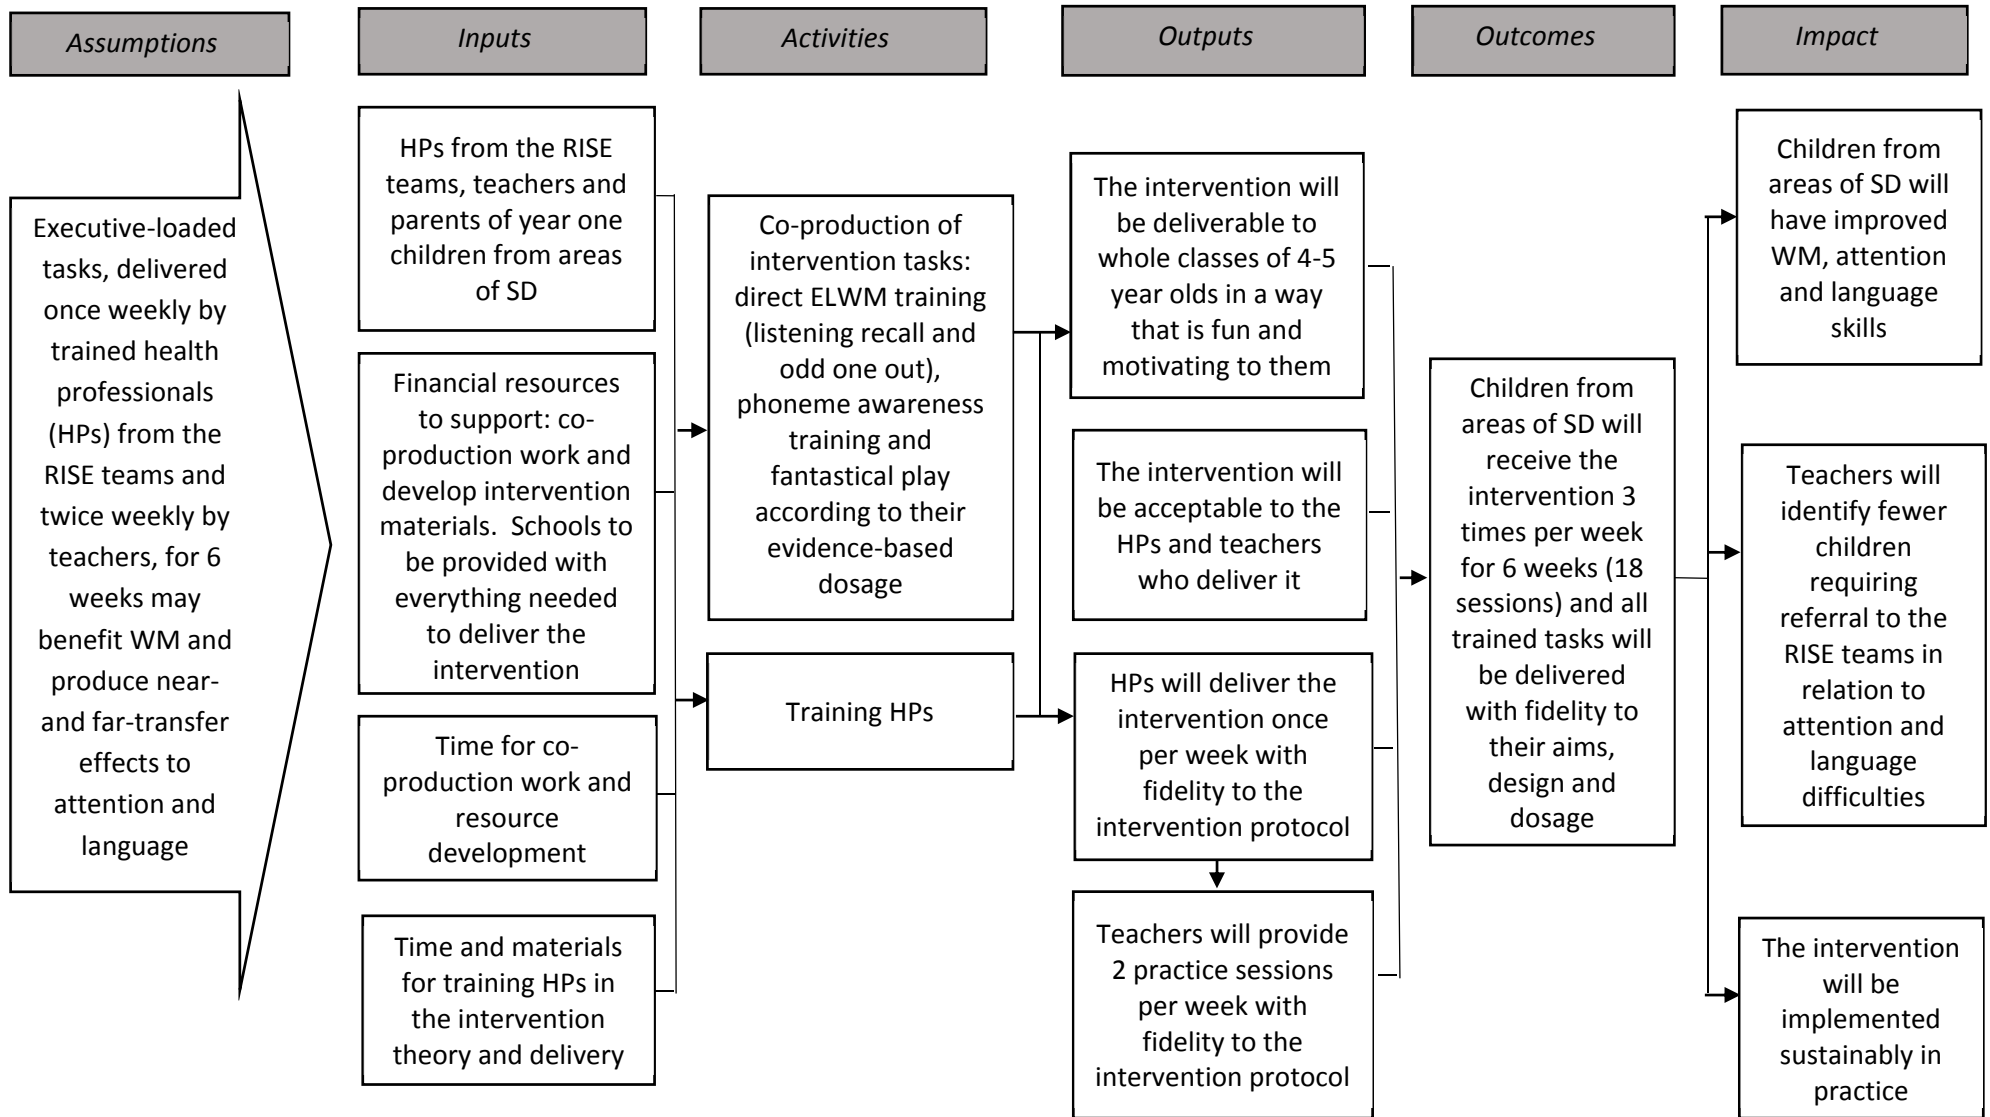 Assumptions
Inputs
Activities
Outputs
Outcomes
Impact
Executive-loaded
tasks, delivered
once weekly by
trained health
professionals
(HPs) from the
RISE teams and
twice weekly by
teachers, for 6
weeks may
benefit WM and
produce near-
and far-transfer
effects to
attention and
language
HPs from the RISE
teams, teachers and
parents of year one
children from areas
of SD
Financial resources
to support: co-
production work and
develop intervention
materials.  Schools to
be provided with
everything needed
to deliver the
intervention
Time for co-
production work and
resource
development
Time and materials
for training HPs in
the intervention
theory and delivery
Co-production of
intervention tasks:
direct ELWM training
(listening recall and
odd one out),
phoneme awareness
training and
fantastical play
according to their
evidence-based
dosage
Training HPs
The intervention will
be deliverable to
whole classes of 4-5
year olds in a way
that is fun and
motivating to them
The intervention will
be acceptable to the
HPs and teachers
who deliver it
HPs will deliver the
intervention once
per week with
fidelity to the
intervention protocol
Teachers will provide
2 practice sessions
per week with
fidelity to the
intervention protocol
Children from
areas of SD will
receive the
intervention 3
times per week
for 6 weeks (18
sessions) and all
trained tasks will
be delivered
with fidelity to
their aims,
design and
dosage
Children from
areas of SD will
have improved
WM, attention
and language
skills
Teachers will
identify fewer
children
requiring
referral to the
RISE teams in
relation to
attention and
language
difficulties
The intervention
will be
implemented
sustainably in
practice